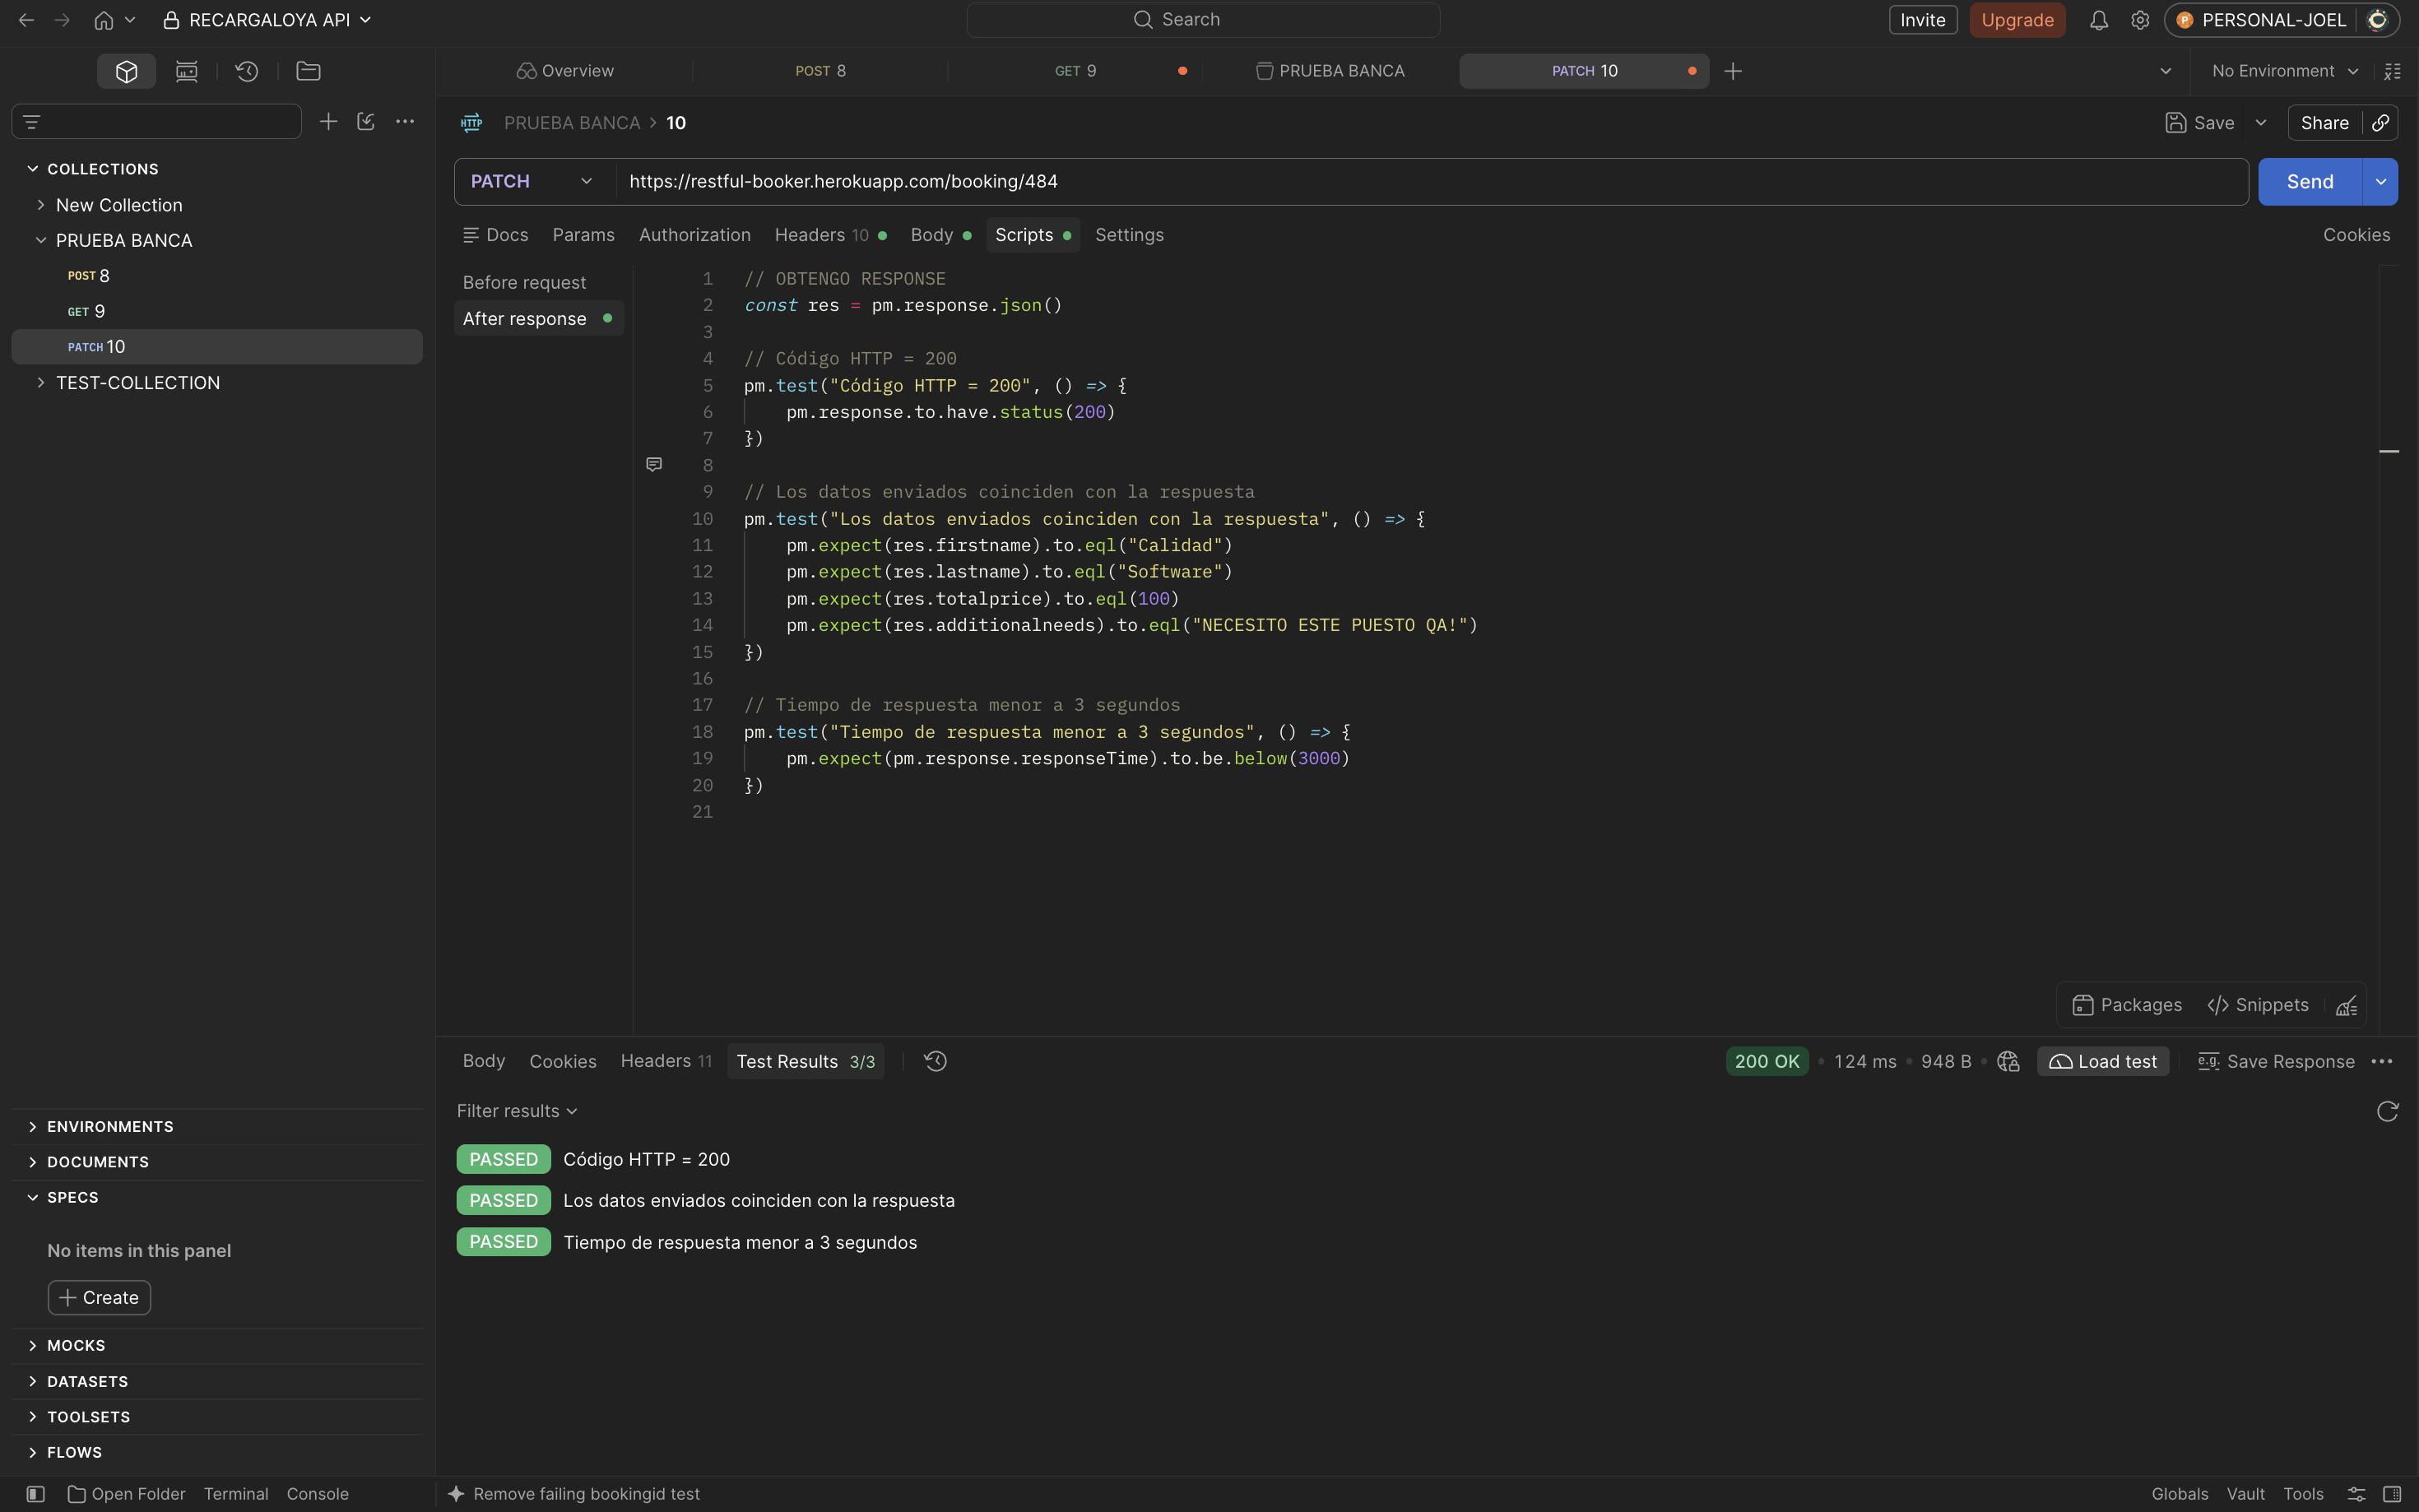 RECARGALOYA API
Search
Invite
Upgrade
P PERSONAL-JOEL
Overview
POST 8
GET 9
PRUEBA BANCA
PATCH 10
No Environment
HTTP PRUEBA BANCA > 10
Save
Share
COLLECTIONS
New Collection
PRUEBA BANCA
POST 8
GET 9
PATCH 10
TEST-COLLECTION
PATCH
https://restful-booker.herokuapp.com/booking/484
Send
Docs
Params
Authorization
Headers 10
Body
Scripts
Settings
Cookies
Before request
After response
1 // OBTENGO RESPONSE
2 const res = pm.response.json()
3
4 // Código HTTP = 200
5 pm.test("Código HTTP = 200", () => {
6 pm.response.to.have.status(200)
7 })
8
9 // Los datos enviados coinciden con la respuesta
10 pm.test("Los datos enviados coinciden con la respuesta", () => {
11 pm.expect(res.firstname).to.eql("Calidad")
12 pm.expect(res.lastname).to.eql("Software")
13 pm.expect(res.totalprice).to.eql(100)
14 pm.expect(res.additionalneeds).to.eql("NECESITO ESTE PUESTO QA!")
15 })
16
17 // Tiempo de respuesta menor a 3 segundos
18 pm.test("Tiempo de respuesta menor a 3 segundos", () => {
19 pm.expect(pm.response.responseTime).to.be.below(3000)
20 })
21
Packages
</> Snippets
Body
Cookies
Headers 11
Test Results 3/3
200 OK • 124 ms • 948 B
Load test
e.g. Save Response
Filter results
PASSED Código HTTP = 200
PASSED Los datos enviados coinciden con la respuesta
PASSED Tiempo de respuesta menor a 3 segundos
ENVIRONMENTS
DOCUMENTS
SPECS
No items in this panel
+ Create
MOCKS
DATASETS
TOOLSETS
FLOWS
Open Folder
Terminal
Console
Remove failing bookingid test
Globals
Vault
Tools